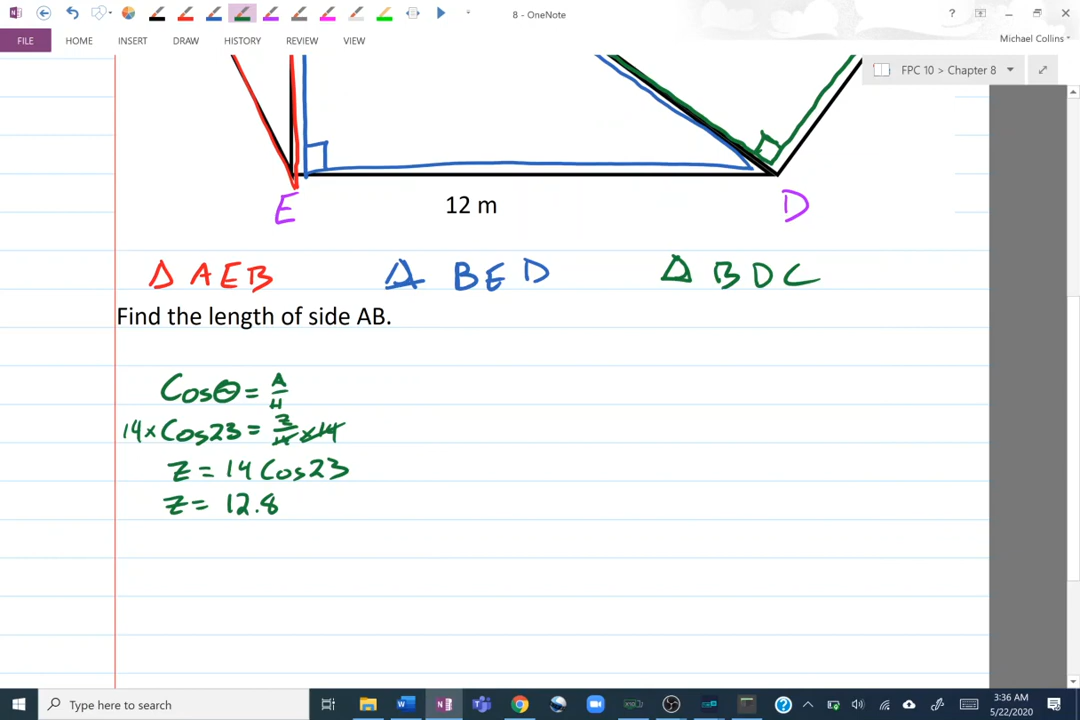 8 - OneNote
Michael Collins
FILE HOME INSERT DRAW HISTORY REVIEW VIEW
FPC 10 > Chapter 8
E
12 m
D
Δ AEB Δ BED Δ BDC
Find the length of side AB.
Cosθ = A/H
14 × Cos23 = z/14 × 14
z = 14 Cos23
z = 12.8
Type here to search
3:36 AM
5/22/2020